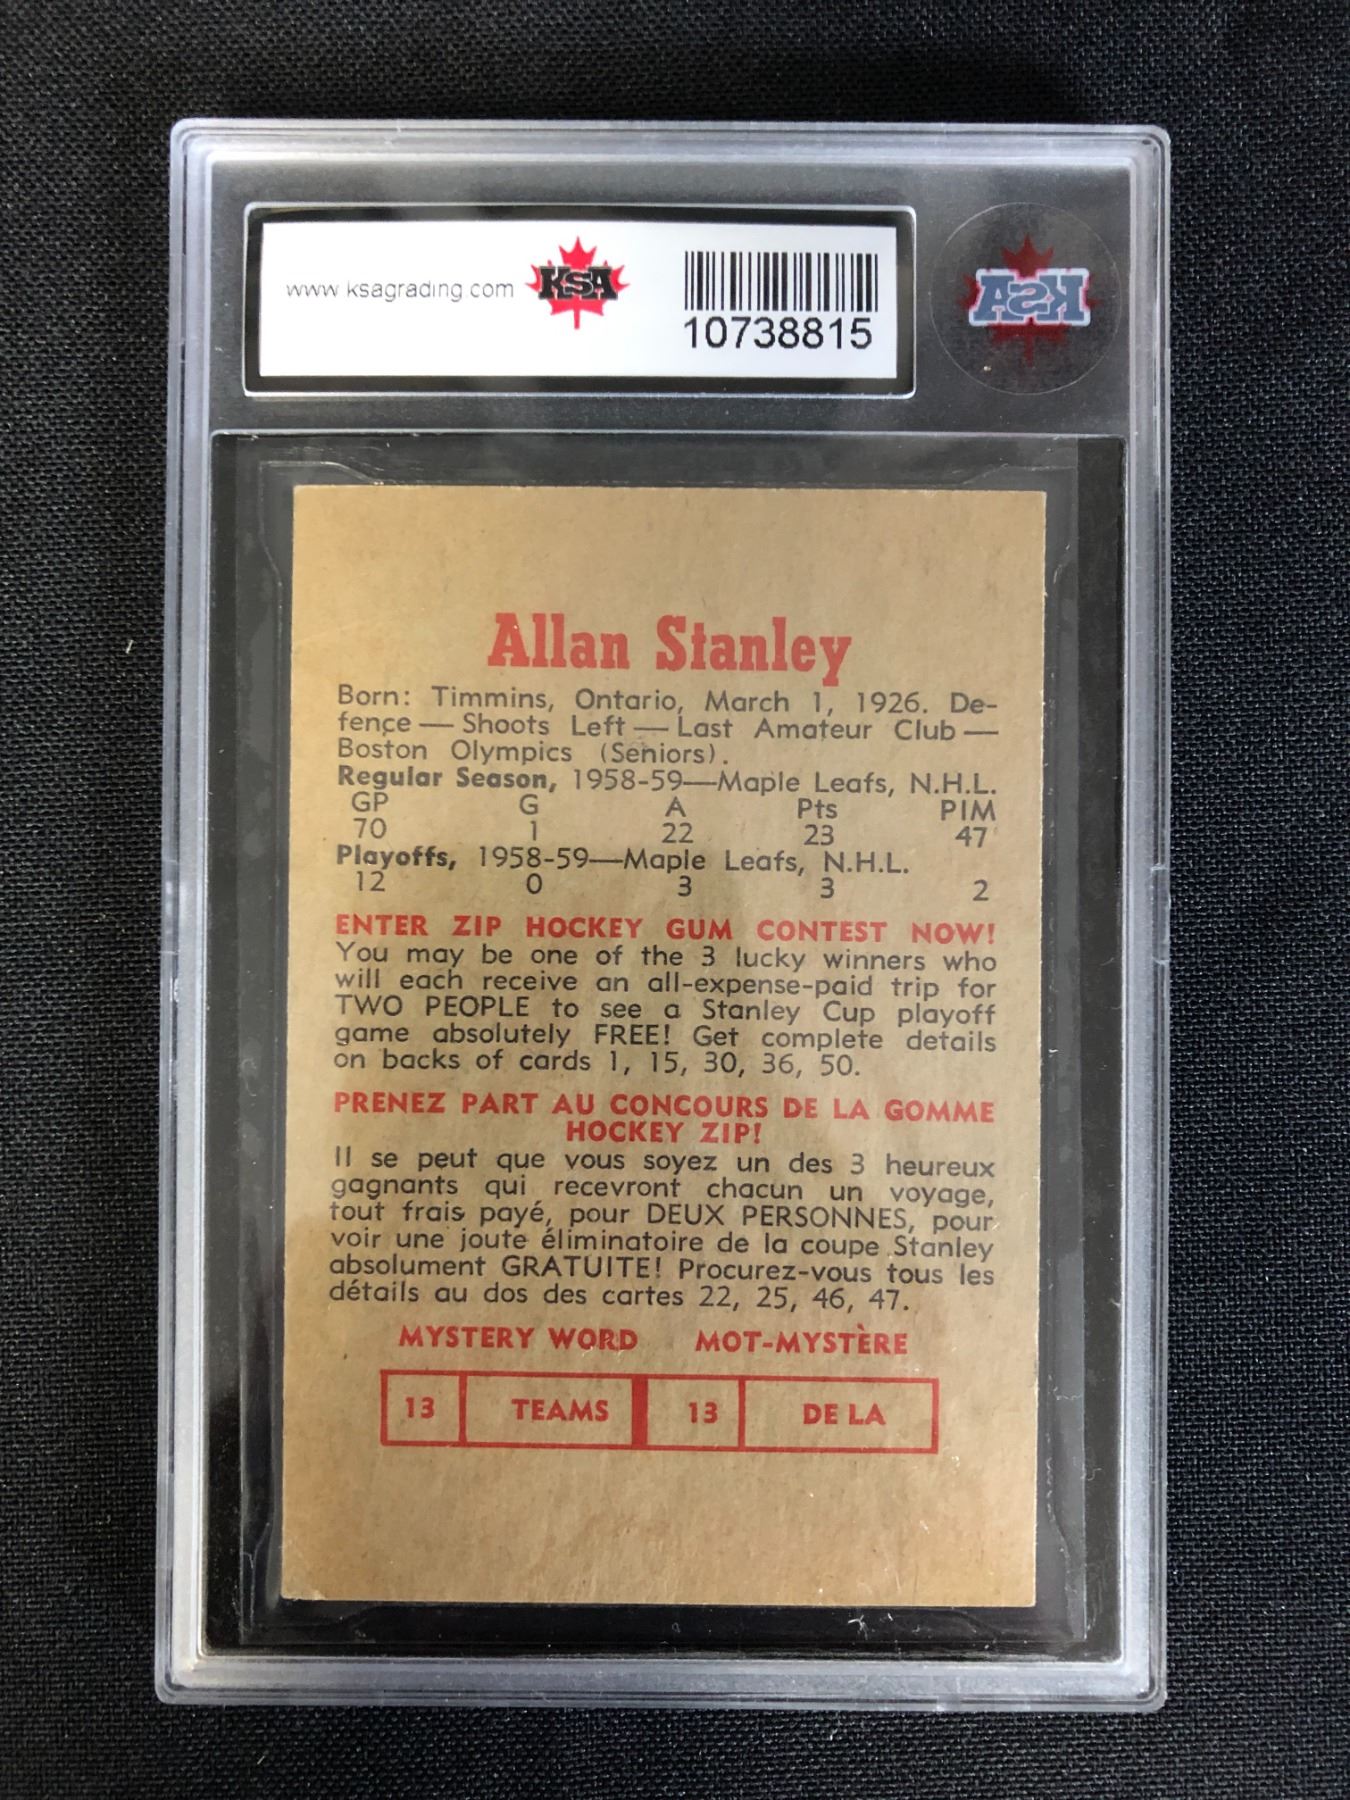 www.ksagrading.com
KSA
10738815
KSA
Allan Stanley
Born: Timmins, Ontario, March 1, 1926. De-
fence — Shoots Left — Last Amateur Club —
Boston Olympics (Seniors).
Regular Season, 1958-59—Maple Leafs, N.H.L.
GP G A Pts PIM
70 1 22 23 47
Playoffs, 1958-59—Maple Leafs, N.H.L.
12 0 3 3 2
ENTER ZIP HOCKEY GUM CONTEST NOW!
You may be one of the 3 lucky winners who
will each receive an all-expense-paid trip for
TWO PEOPLE to see a Stanley Cup playoff
game absolutely FREE! Get complete details
on backs of cards 1, 15, 30, 36, 50.
PRENEZ PART AU CONCOURS DE LA GOMME
HOCKEY ZIP!
Il se peut que vous soyez un des 3 heureux
gagnants qui recevront chacun un voyage,
tout frais payé, pour DEUX PERSONNES, pour
voir une joute éliminatoire de la coupe Stanley
absolument GRATUITE! Procurez-vous tous les
détails au dos des cartes 22, 25, 46, 47.
MYSTERY WORD MOT-MYSTÈRE
13 TEAMS 13 DE LA